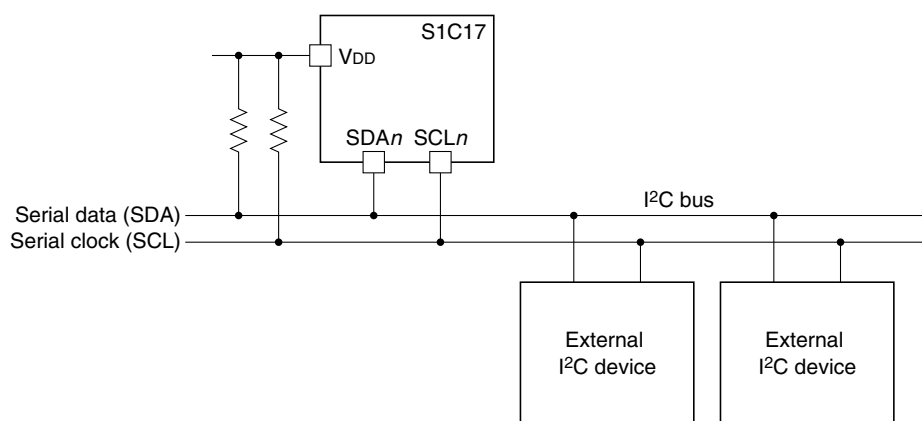 S1C17
VDD
SDAn SCLn
I²C bus
Serial data (SDA)
Serial clock (SCL)
External
I²C device
External
I²C device